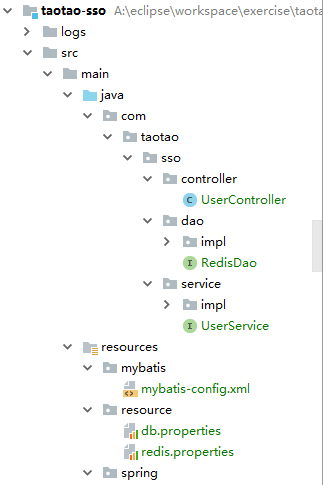 taotao-sso A:\eclipse\workspace\exercise\taota
logs
src
main
java
com
taotao
sso
controller
UserController
dao
impl
RedisDao
service
impl
UserService
resources
mybatis
mybatis-config.xml
resource
db.properties
redis.properties
spring